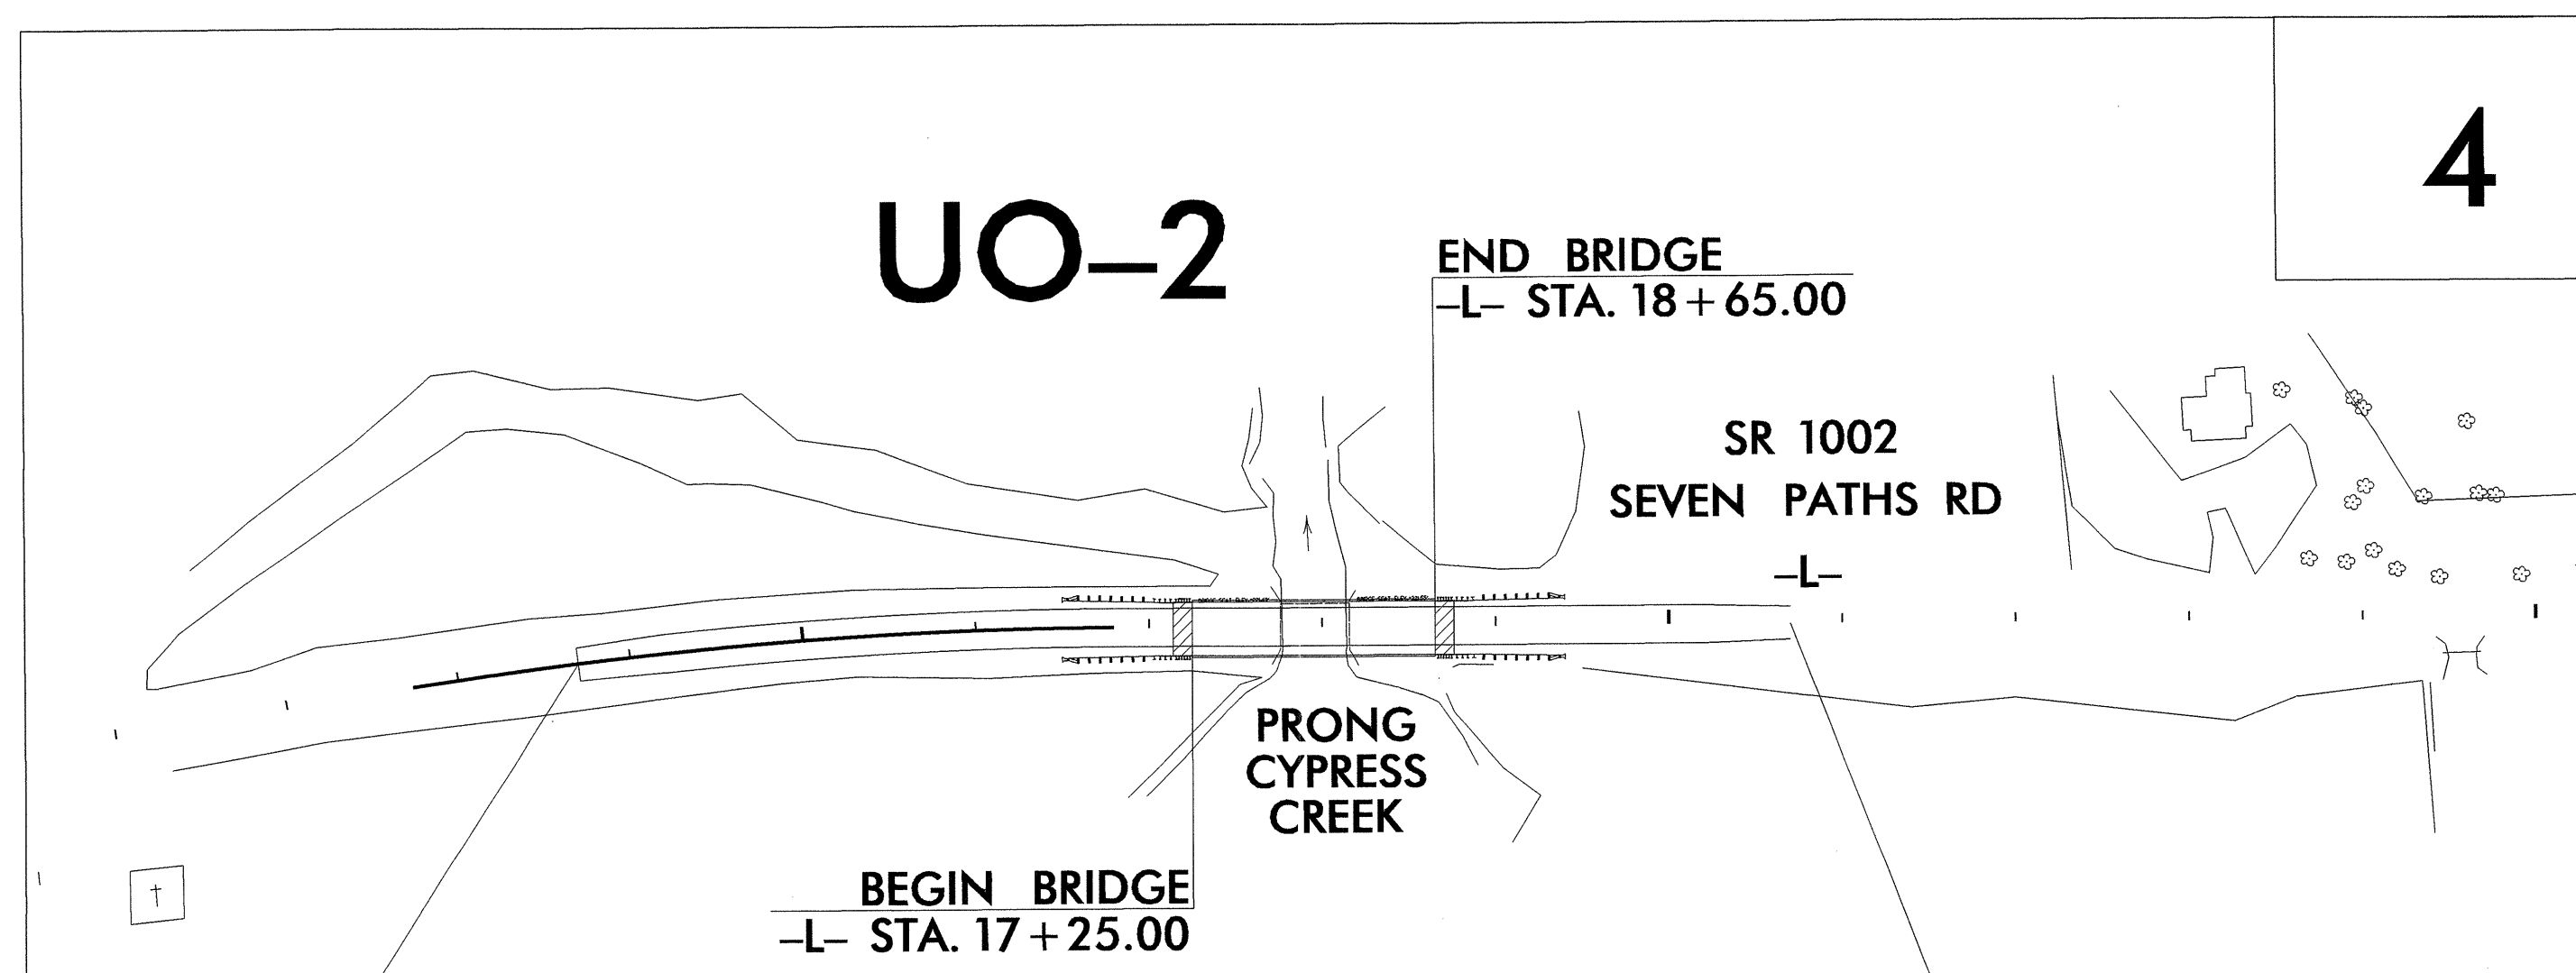 4
UO–2
END BRIDGE
–L– STA. 18+65.00
SR 1002
SEVEN PATHS RD
–L–
PRONG
CYPRESS
CREEK
BEGIN BRIDGE
–L– STA. 17+25.00